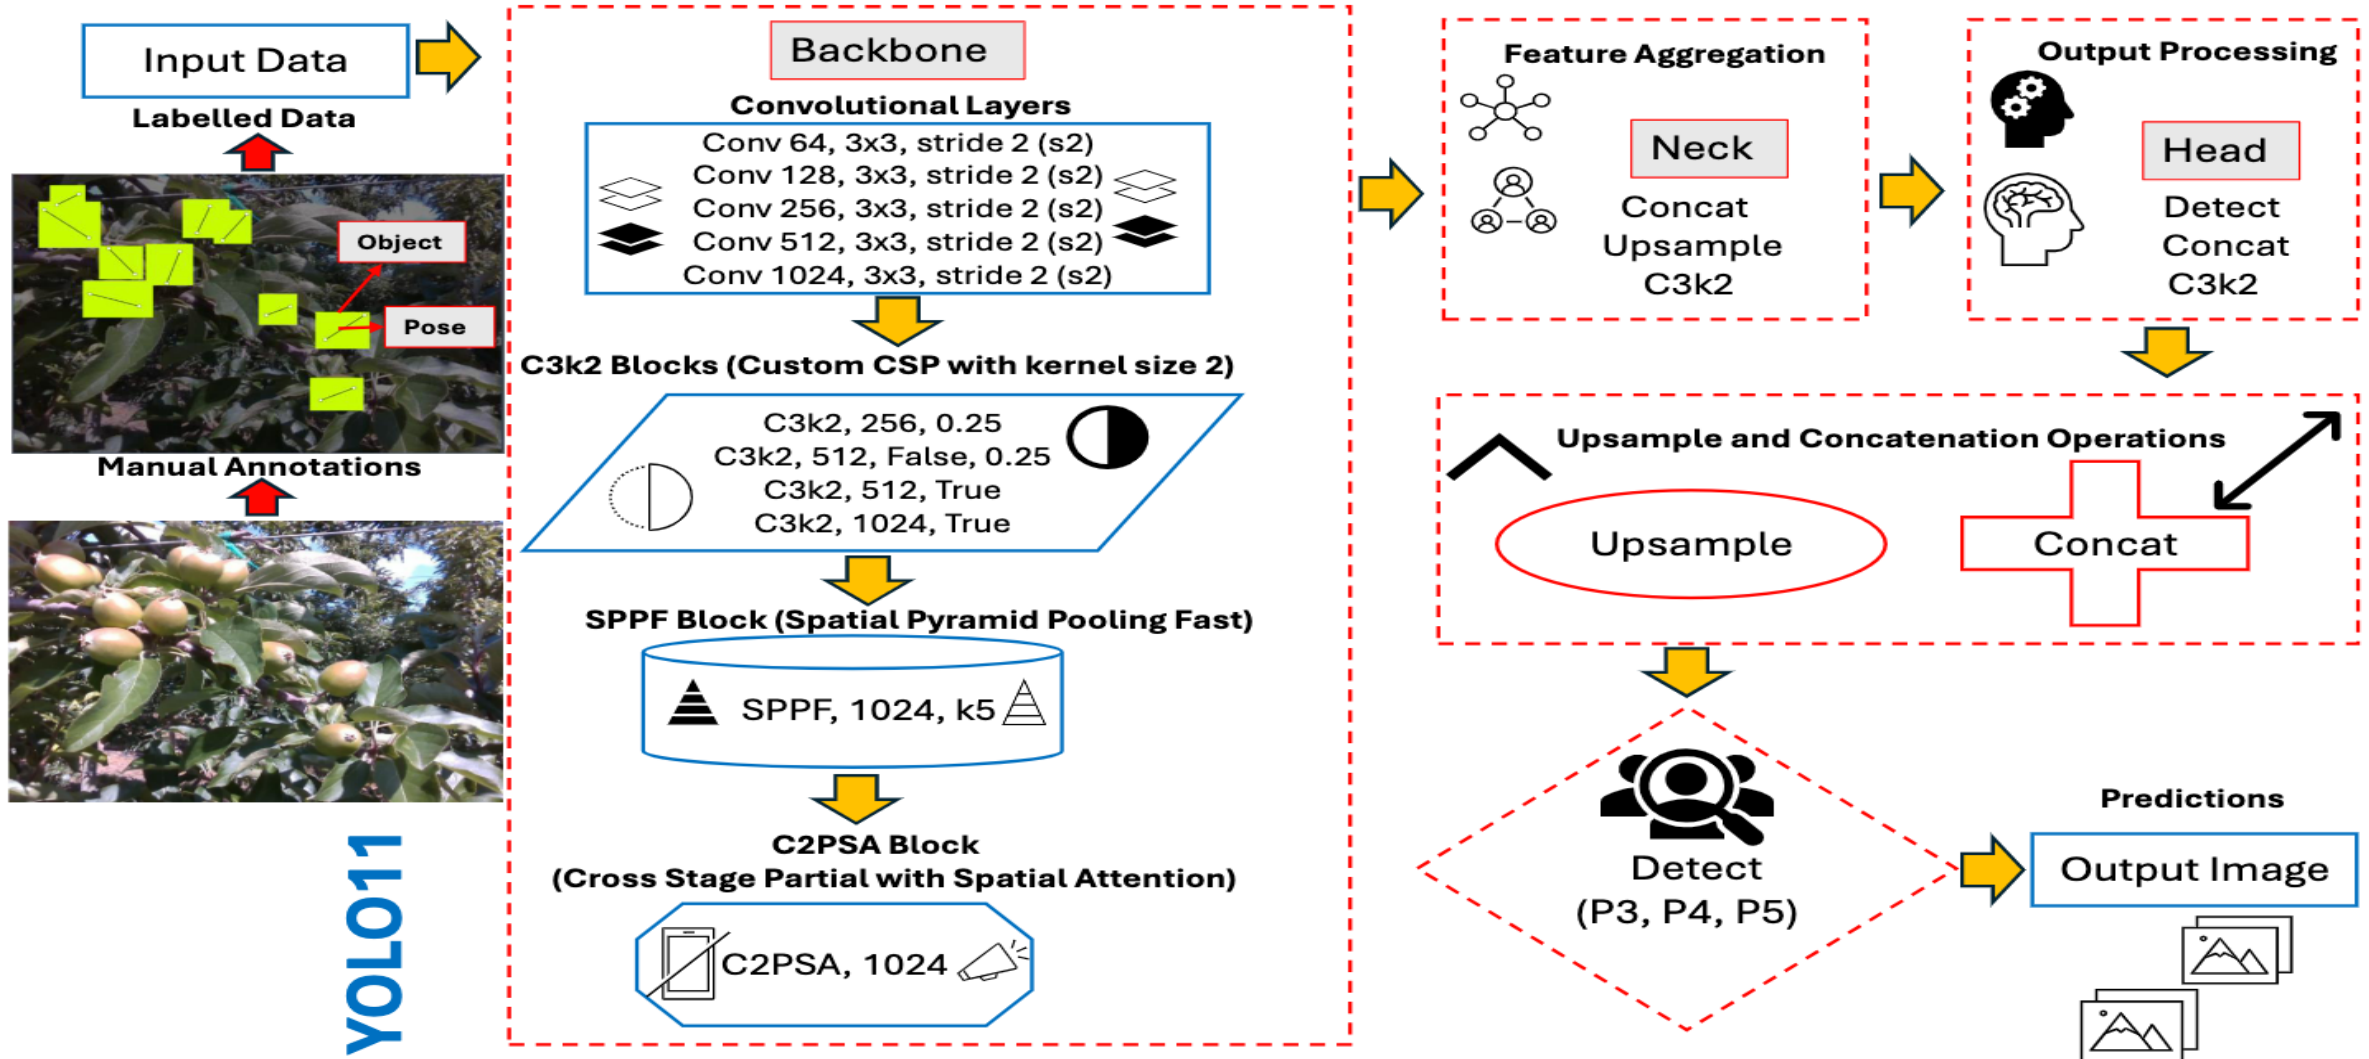 Input Data
Labelled Data
Object
Pose
Manual Annotations
YOLO11
Backbone
Convolutional Layers
Conv 64, 3x3, stride 2 (s2)
Conv 128, 3x3, stride 2 (s2)
Conv 256, 3x3, stride 2 (s2)
Conv 512, 3x3, stride 2 (s2)
Conv 1024, 3x3, stride 2 (s2)
C3k2 Blocks (Custom CSP with kernel size 2)
C3k2, 256, 0.25
C3k2, 512, False, 0.25
C3k2, 512, True
C3k2, 1024, True
SPPF Block (Spatial Pyramid Pooling Fast)
SPPF, 1024, k5
C2PSA Block
(Cross Stage Partial with Spatial Attention)
C2PSA, 1024
Feature Aggregation
Neck
Concat
Upsample
C3k2
Output Processing
Head
Detect
Concat
C3k2
Upsample and Concatenation Operations
Upsample
Concat
Detect
(P3, P4, P5)
Predictions
Output Image